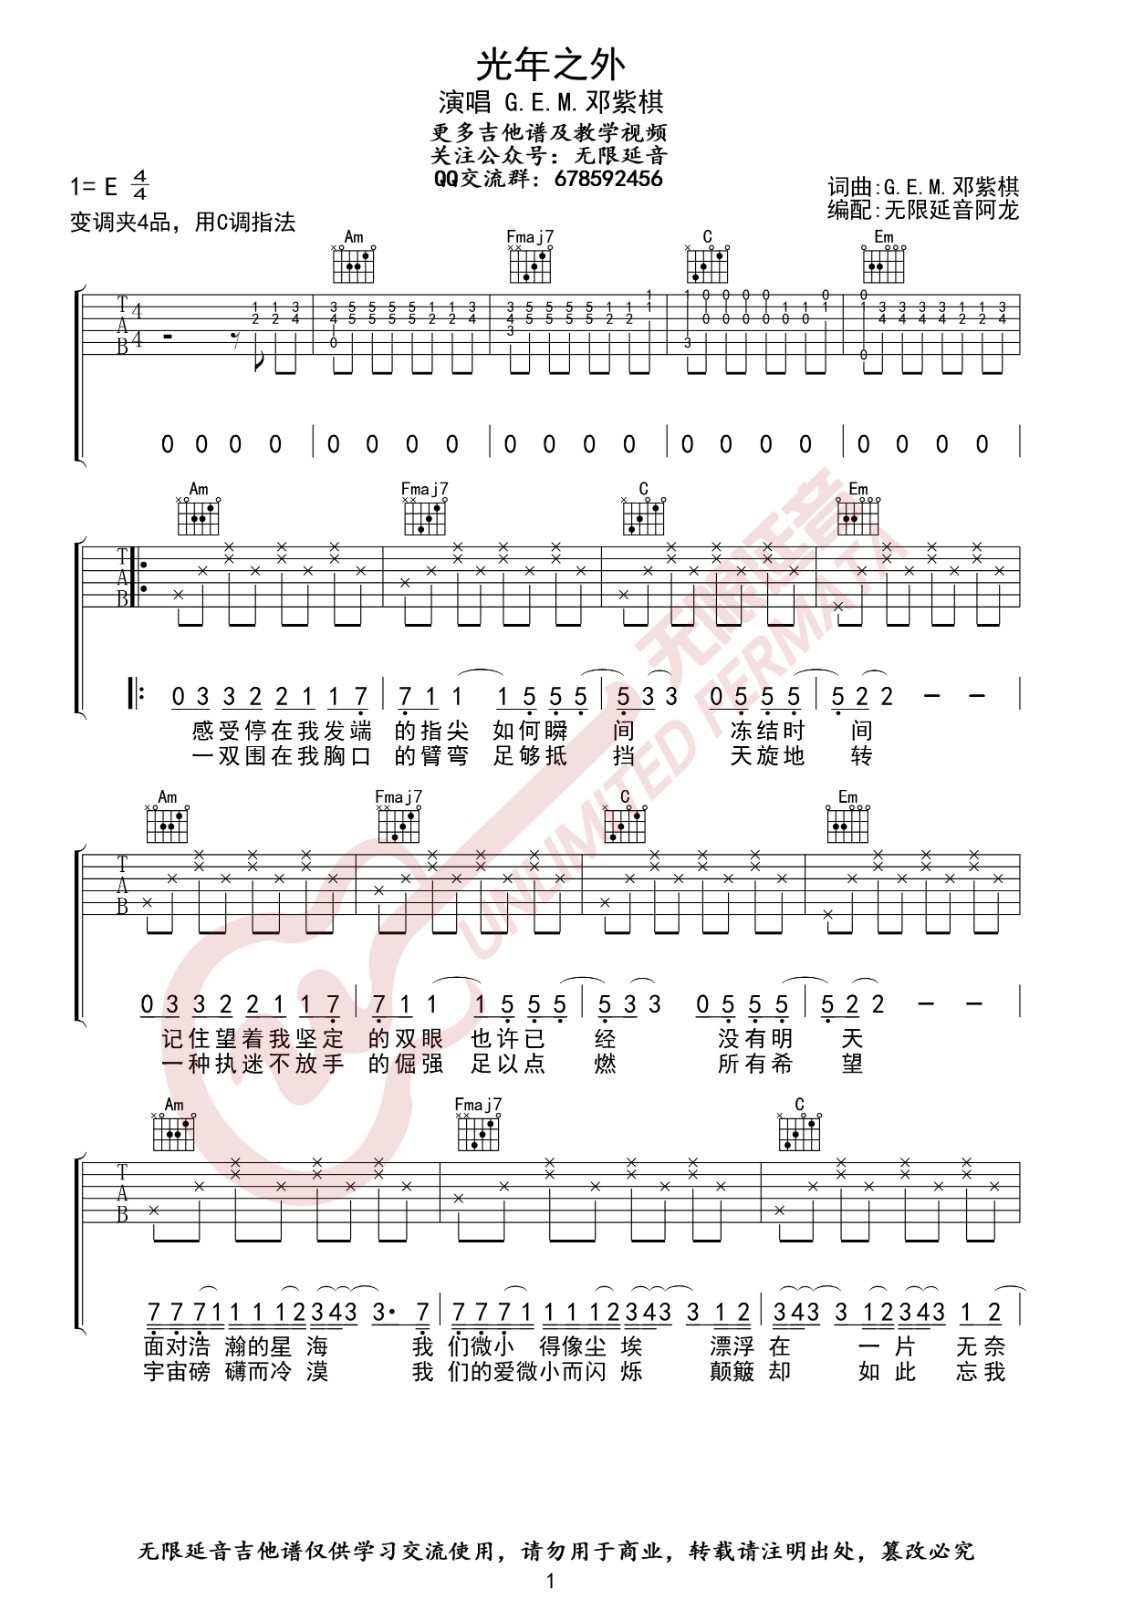 光年之外
演唱 G.E.M.邓紫棋
更多吉他谱及教学视频
关注公众号：无限延音
QQ交流群：678592456
1= E 4/4
词曲:G.E.M.邓紫棋
变调夹4品，用C调指法
编配:无限延音阿龙
Am Fmaj7 C Em
0 0 0 0 0 0 0 0 0 0 0 0 0 0 0 0 0 0 0 0
Am Fmaj7 C Em
0 3 3 2 2 1 1 7 7 1 1 1 5 5 5 5 3 3 0 5 5 5 5 2 2 - -
感受停在我发端 的指尖 如何瞬 间 冻结时 间
一双围在我胸口 的臂弯 足够抵 挡 天旋地 转
Am Fmaj7 C Em
0 3 3 2 2 1 1 7 7 1 1 1 5 5 5 5 3 3 0 5 5 5 5 2 2 - -
记住望着我坚定 的双眼 也许已 经 没有明 天
一种执迷不放手 的倔强 足以点 燃 所有希 望
Am Fmaj7 C
7 7 7 1 1 1 1 2 3 4 3 3· 7 7 7 7 1 1 1 1 2 3 4 3 3 1 2 3 4 3 3 1 2 3 4 3 1 2
面对浩 瀚的星 海 我 们微小 得像尘 埃 漂浮 在 一 片 无奈
宇宙磅 礴而冷 漠 我 们的爱微小而闪 烁 颠簸 却 如 此 忘我
无限延音吉他谱仅供学习交流使用，请勿用于商业，转载请注明出处，篡改必究
1
无限延音
UNLIMITED FERMATA